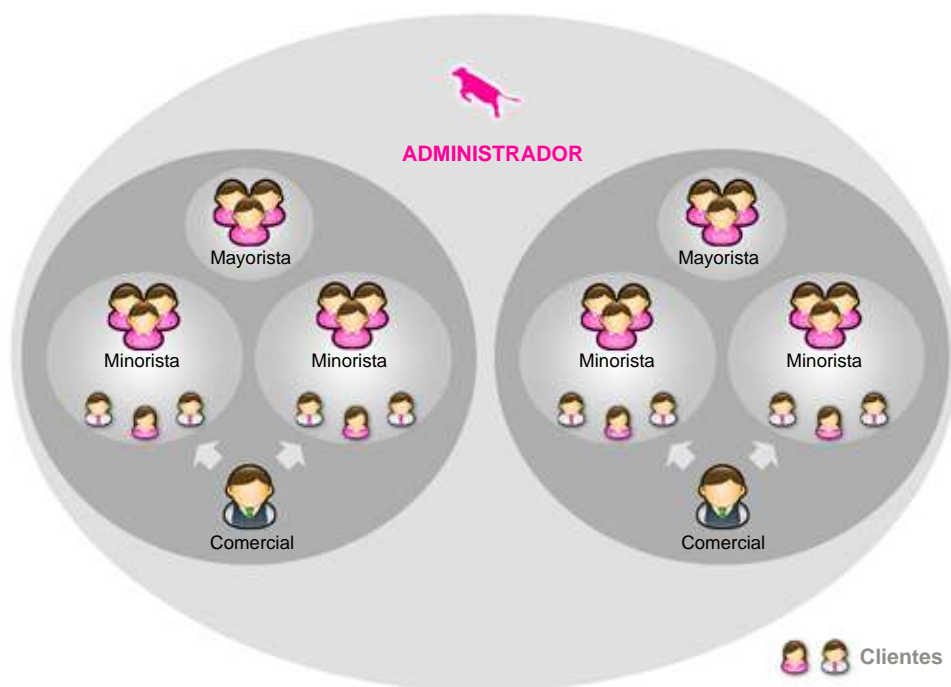 ADMINISTRADOR
Mayorista
Mayorista
Minorista
Minorista
Minorista
Minorista
Comercial
Comercial
Clientes